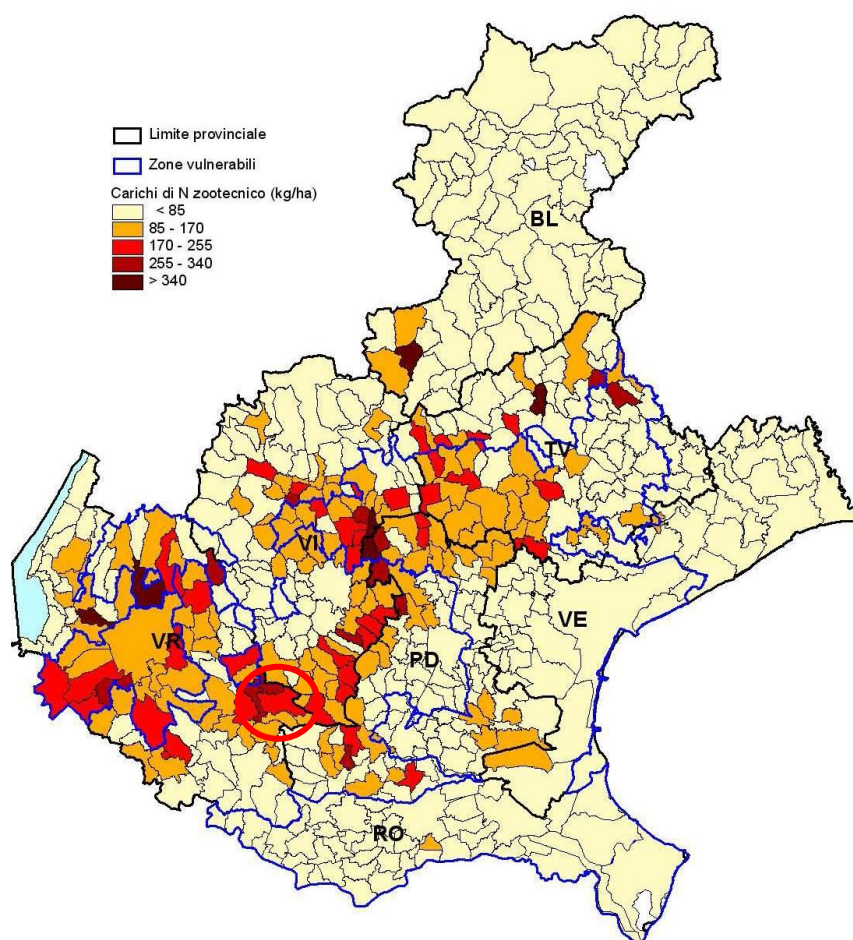 Limite provinciale
Zone vulnerabili
Carichi di N zootecnico (kg/ha)
< 85
85 - 170
170 - 255
255 - 340
> 340
BL
TV
VI
VR
VE
PD
RO